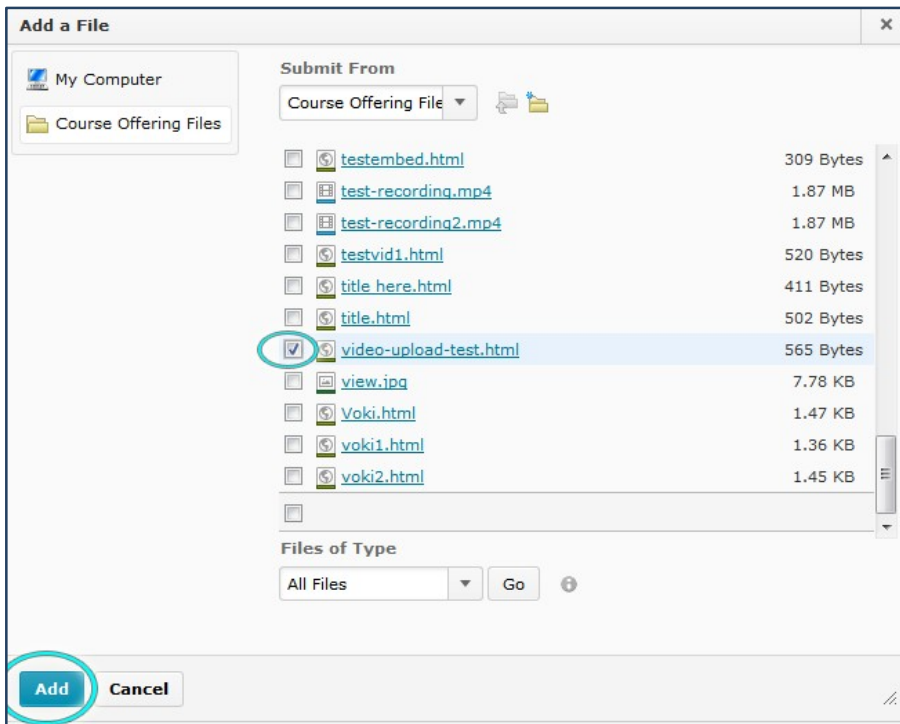 Add a File
My Computer
Course Offering Files
Submit From
Course Offering File
testembed.html 309 Bytes
test-recording.mp4 1.87 MB
test-recording2.mp4 1.87 MB
testvid1.html 520 Bytes
title here.html 411 Bytes
title.html 502 Bytes
video-upload-test.html 565 Bytes
view.jpg 7.78 KB
Voki.html 1.47 KB
voki1.html 1.36 KB
voki2.html 1.45 KB
Files of Type
All Files Go
Add Cancel